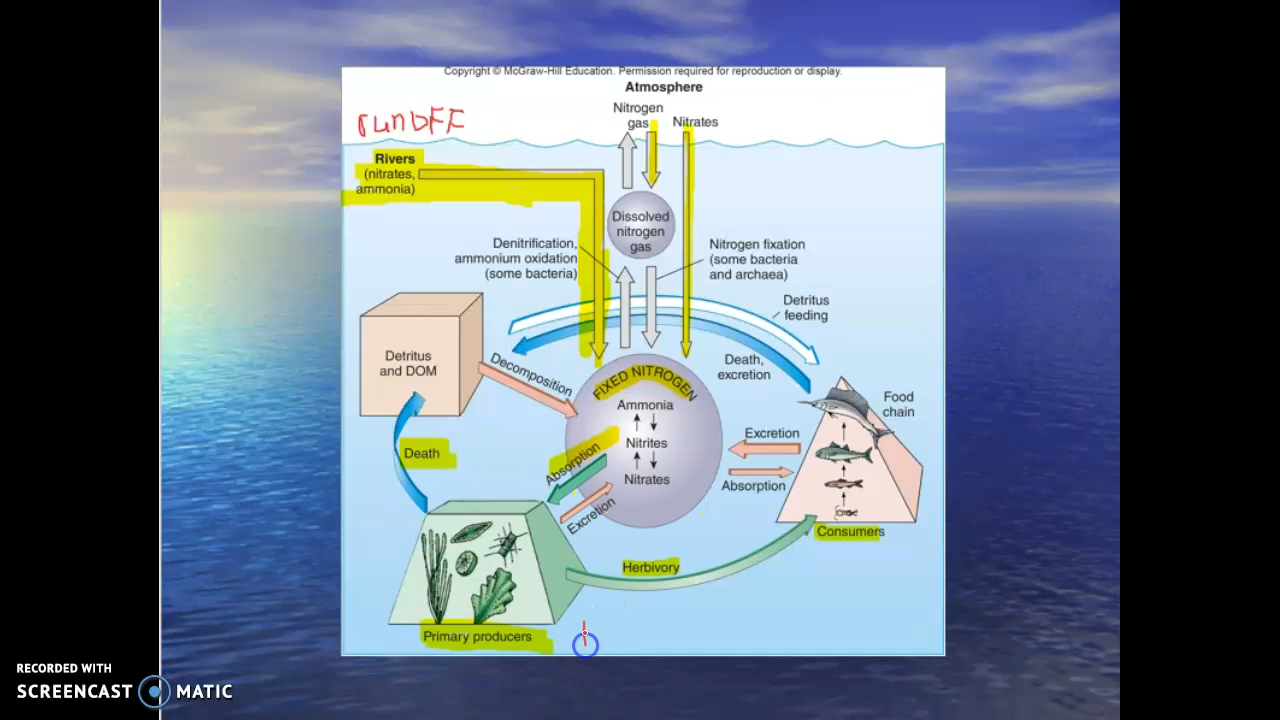 Copyright © McGraw-Hill Education. Permission required for reproduction or display.
Atmosphere
Nitrogen
gas
Nitrates
runoff
Rivers
(nitrates,
ammonia)
Dissolved
nitrogen
gas
Denitrification,
ammonium oxidation
(some bacteria)
Nitrogen fixation
(some bacteria
and archaea)
Detritus
feeding
Detritus
and DOM
Decomposition
Death,
excretion
FIXED NITROGEN
Ammonia
Nitrites
Nitrates
Food
chain
Death
Absorption
Excretion
Excretion
Absorption
Consumers
Herbivory
Primary producers
RECORDED WITH
SCREENCAST MATIC